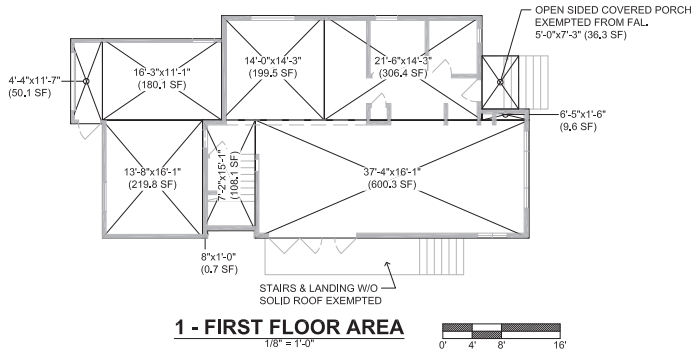 OPEN SIDED COVERED PORCH
EXEMPTED FROM FAL.
5'-0"x7'-3" (36.3 SF)
4'-4"x11'-7"
(50.1 SF)
16'-3"x11'-1"
(180.1 SF)
14'-0"x14'-3"
(199.5 SF)
21'-6"x14'-3"
(306.4 SF)
6'-5"x1'-6"
(9.6 SF)
13'-8"x16'-1"
(219.8 SF)
7'-2"x15'-1"
(108.1 SF)
37'-4"x16'-1"
(600.3 SF)
8"x1'-0"
(0.7 SF)
STAIRS & LANDING W/O
SOLID ROOF EXEMPTED
1 - FIRST FLOOR AREA
1/8" = 1'-0"
0' 4' 8' 16'